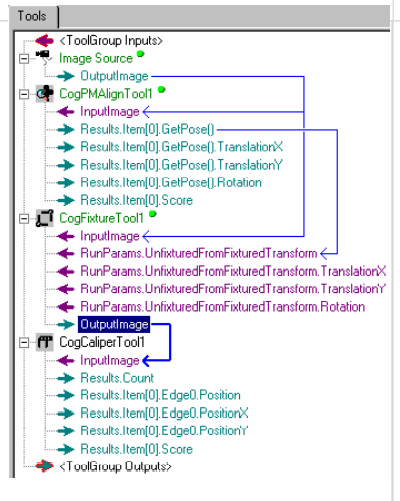 Tools
<ToolGroup Inputs>
Image Source
OutputImage
CogPMAlignTool1
InputImage
Results.Item[0].GetPose()
Results.Item[0].GetPose().TranslationX
Results.Item[0].GetPose().TranslationY
Results.Item[0].GetPose().Rotation
Results.Item[0].Score
CogFixtureTool1
InputImage
RunParams.UnfixturedFromFixturedTransform
RunParams.UnfixturedFromFixturedTransform.TranslationX
RunParams.UnfixturedFromFixturedTransform.TranslationY
RunParams.UnfixturedFromFixturedTransform.Rotation
OutputImage
CogCaliperTool1
InputImage
Results.Count
Results.Item[0].Edge0.Position
Results.Item[0].Edge0.PositionX
Results.Item[0].Edge0.PositionY
Results.Item[0].Score
<ToolGroup Outputs>